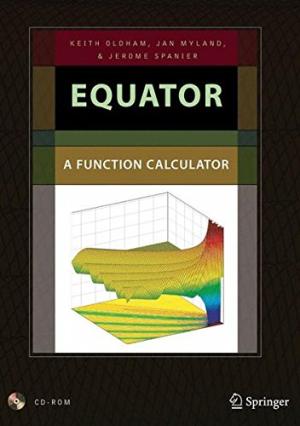 KEITH OLDHAM, JAN MYLAND,
& JEROME SPANIER
EQUATOR
A FUNCTION CALCULATOR
CD-ROM
Springer